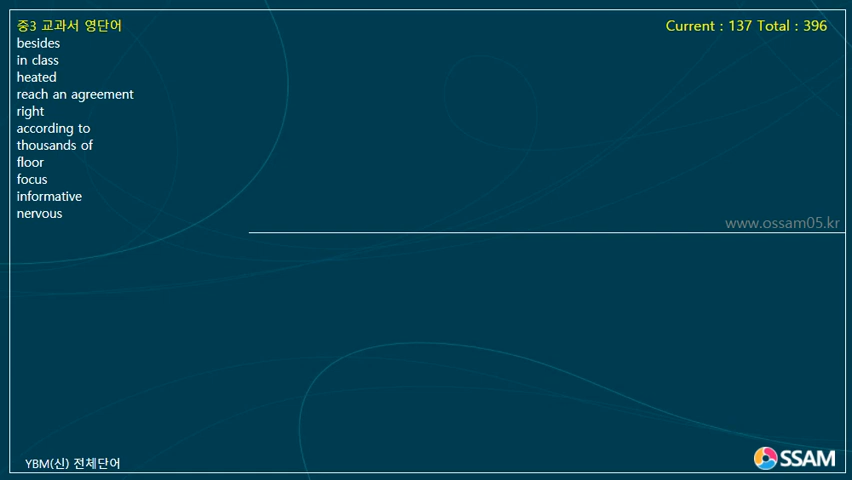 중3 교과서 영단어
Current : 137 Total : 396
besides
in class
heated
reach an agreement
right
according to
thousands of
floor
focus
informative
nervous
www.ossam05.kr
YBM(신) 전체단어
OSSAM